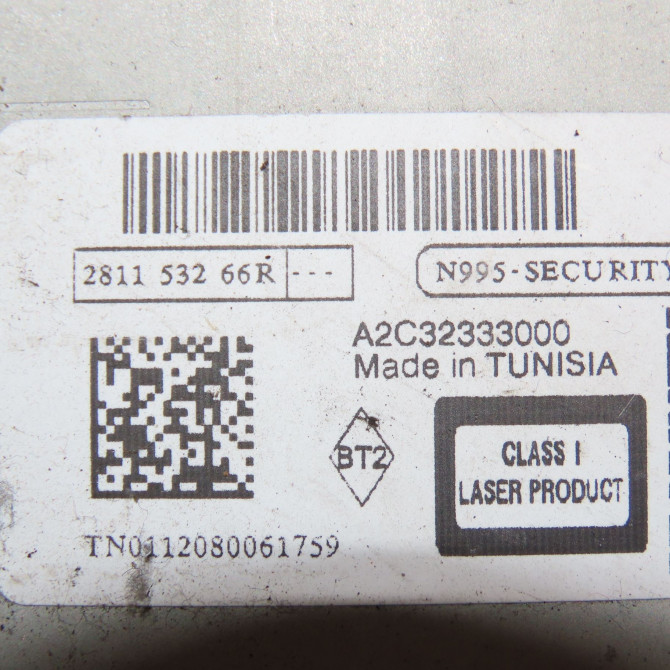 2811 532 66R ---
N995-SECURITY
A2C32333000
Made in TUNISIA
BT2
CLASS I
LASER PRODUCT
TN0112080061759